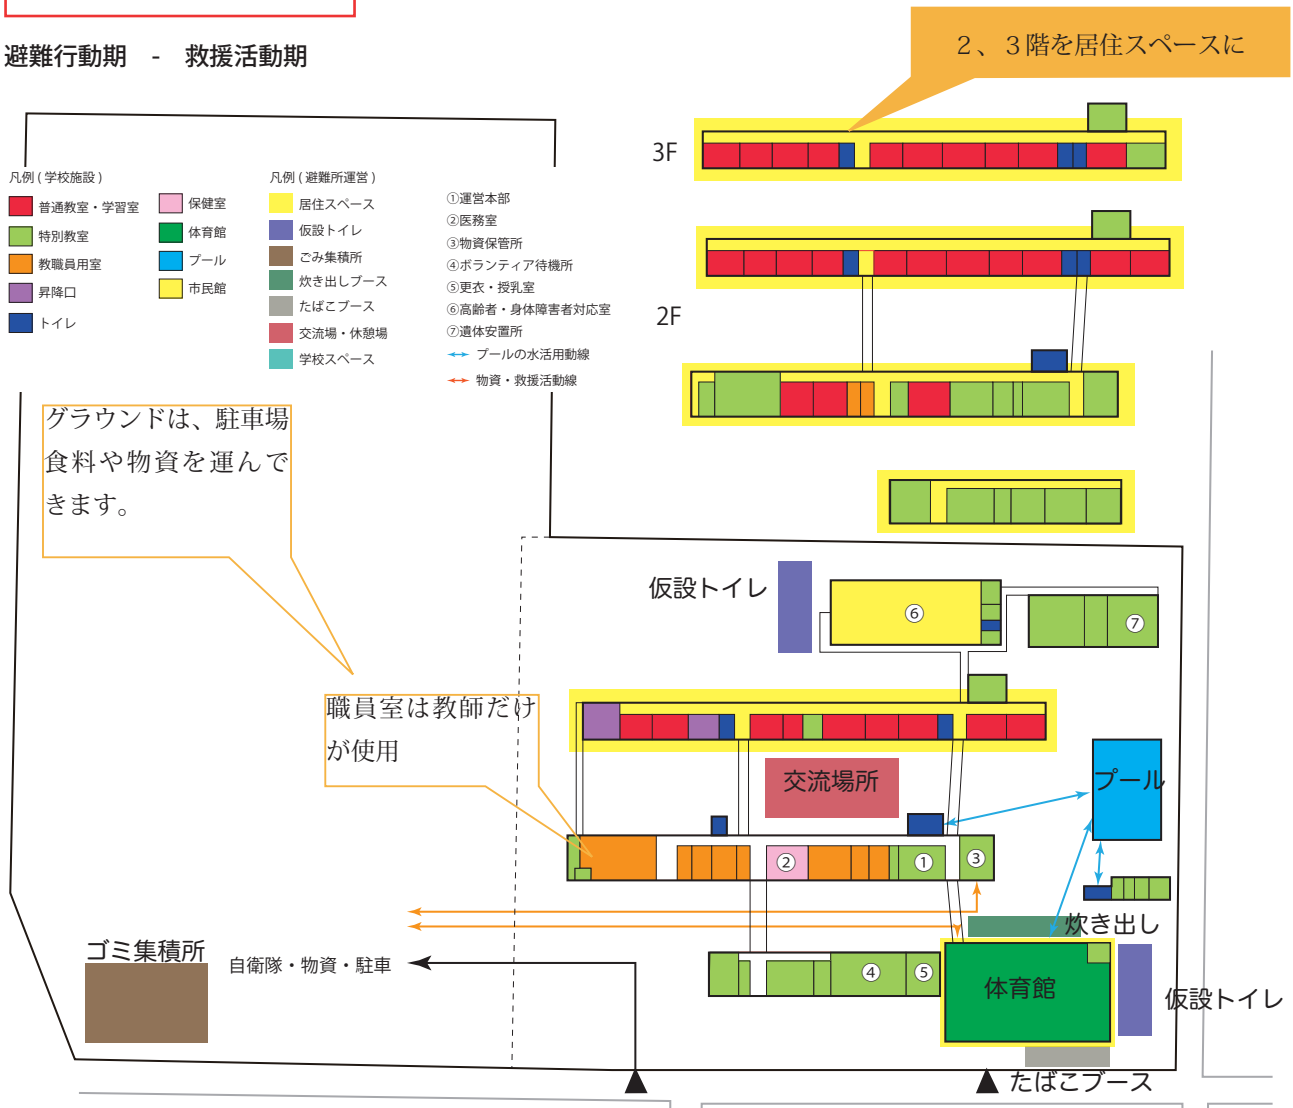 避難行動期　-　救援活動期
２、３階を居住スペースに
3F
2F
凡例 ( 学校施設 )
普通教室・学習室
特別教室
教職員用室
昇降口
トイレ
保健室
体育館
プール
市民館
凡例 ( 避難所運営 )
居住スペース
仮設トイレ
ごみ集積所
炊き出しブース
たばこブース
交流場・休憩場
学校スペース
①運営本部
②医務室
③物資保管所
④ボランティア待機所
⑤更衣・授乳室
⑥高齢者・身体障害者対応室
⑦遺体安置所
プールの水活用動線
物資・救援活動線
グラウンドは、駐車場
食料や物資を運んで
きます。
仮設トイレ
⑥
⑦
職員室は教師だけ
が使用
交流場所
プール
②
①
③
炊き出し
ゴミ集積所
自衛隊・物資・駐車
④
⑤
体育館
仮設トイレ
たばこブース